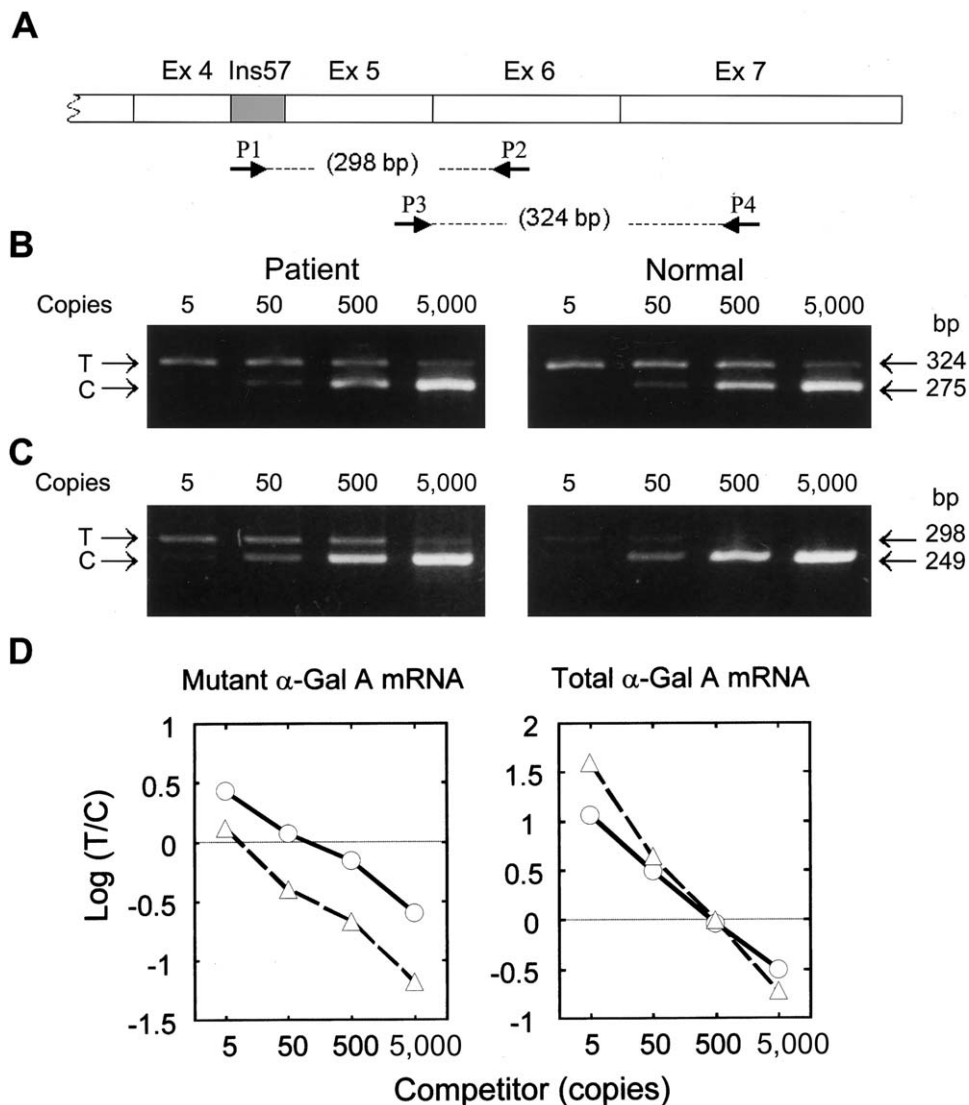 A
Ex 4 Ins57 Ex 5 Ex 6 Ex 7
P1 (298 bp) P2
P3 (324 bp) P4
B
Patient Normal
Copies 5 50 500 5,000 5 50 500 5,000 bp
T 324
C 275
C
Copies 5 50 500 5,000 5 50 500 5,000 bp
T 298
C 249
D
Mutant α-Gal A mRNA Total α-Gal A mRNA
Log (T/C)
1
0.5
0
-0.5
-1
-1.5
5 50 500 5,000
2
1.5
1
0.5
0
-0.5
-1
5 50 500 5,000
Competitor (copies)